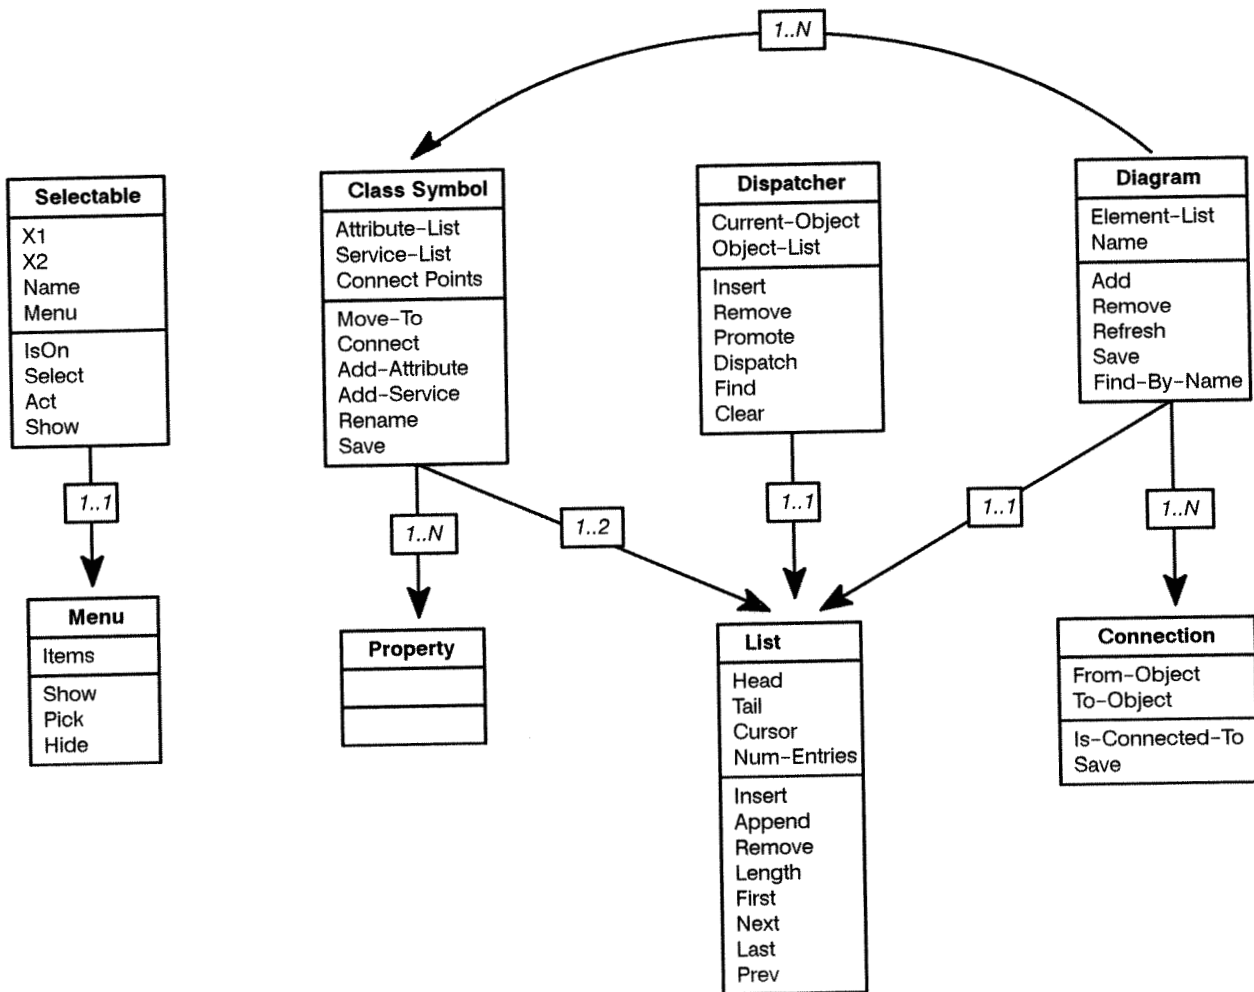 1..N
Selectable
X1
X2
Name
Menu
IsOn
Select
Act
Show
Class Symbol
Attribute-List
Service-List
Connect Points
Move-To
Connect
Add-Attribute
Add-Service
Rename
Save
Dispatcher
Current-Object
Object-List
Insert
Remove
Promote
Dispatch
Find
Clear
Diagram
Element-List
Name
Add
Remove
Refresh
Save
Find-By-Name
1..1
1..N
1..2
1..1
1..1
1..N
Menu
Items
Show
Pick
Hide
Property
List
Head
Tail
Cursor
Num-Entries
Insert
Append
Remove
Length
First
Next
Last
Prev
Connection
From-Object
To-Object
Is-Connected-To
Save